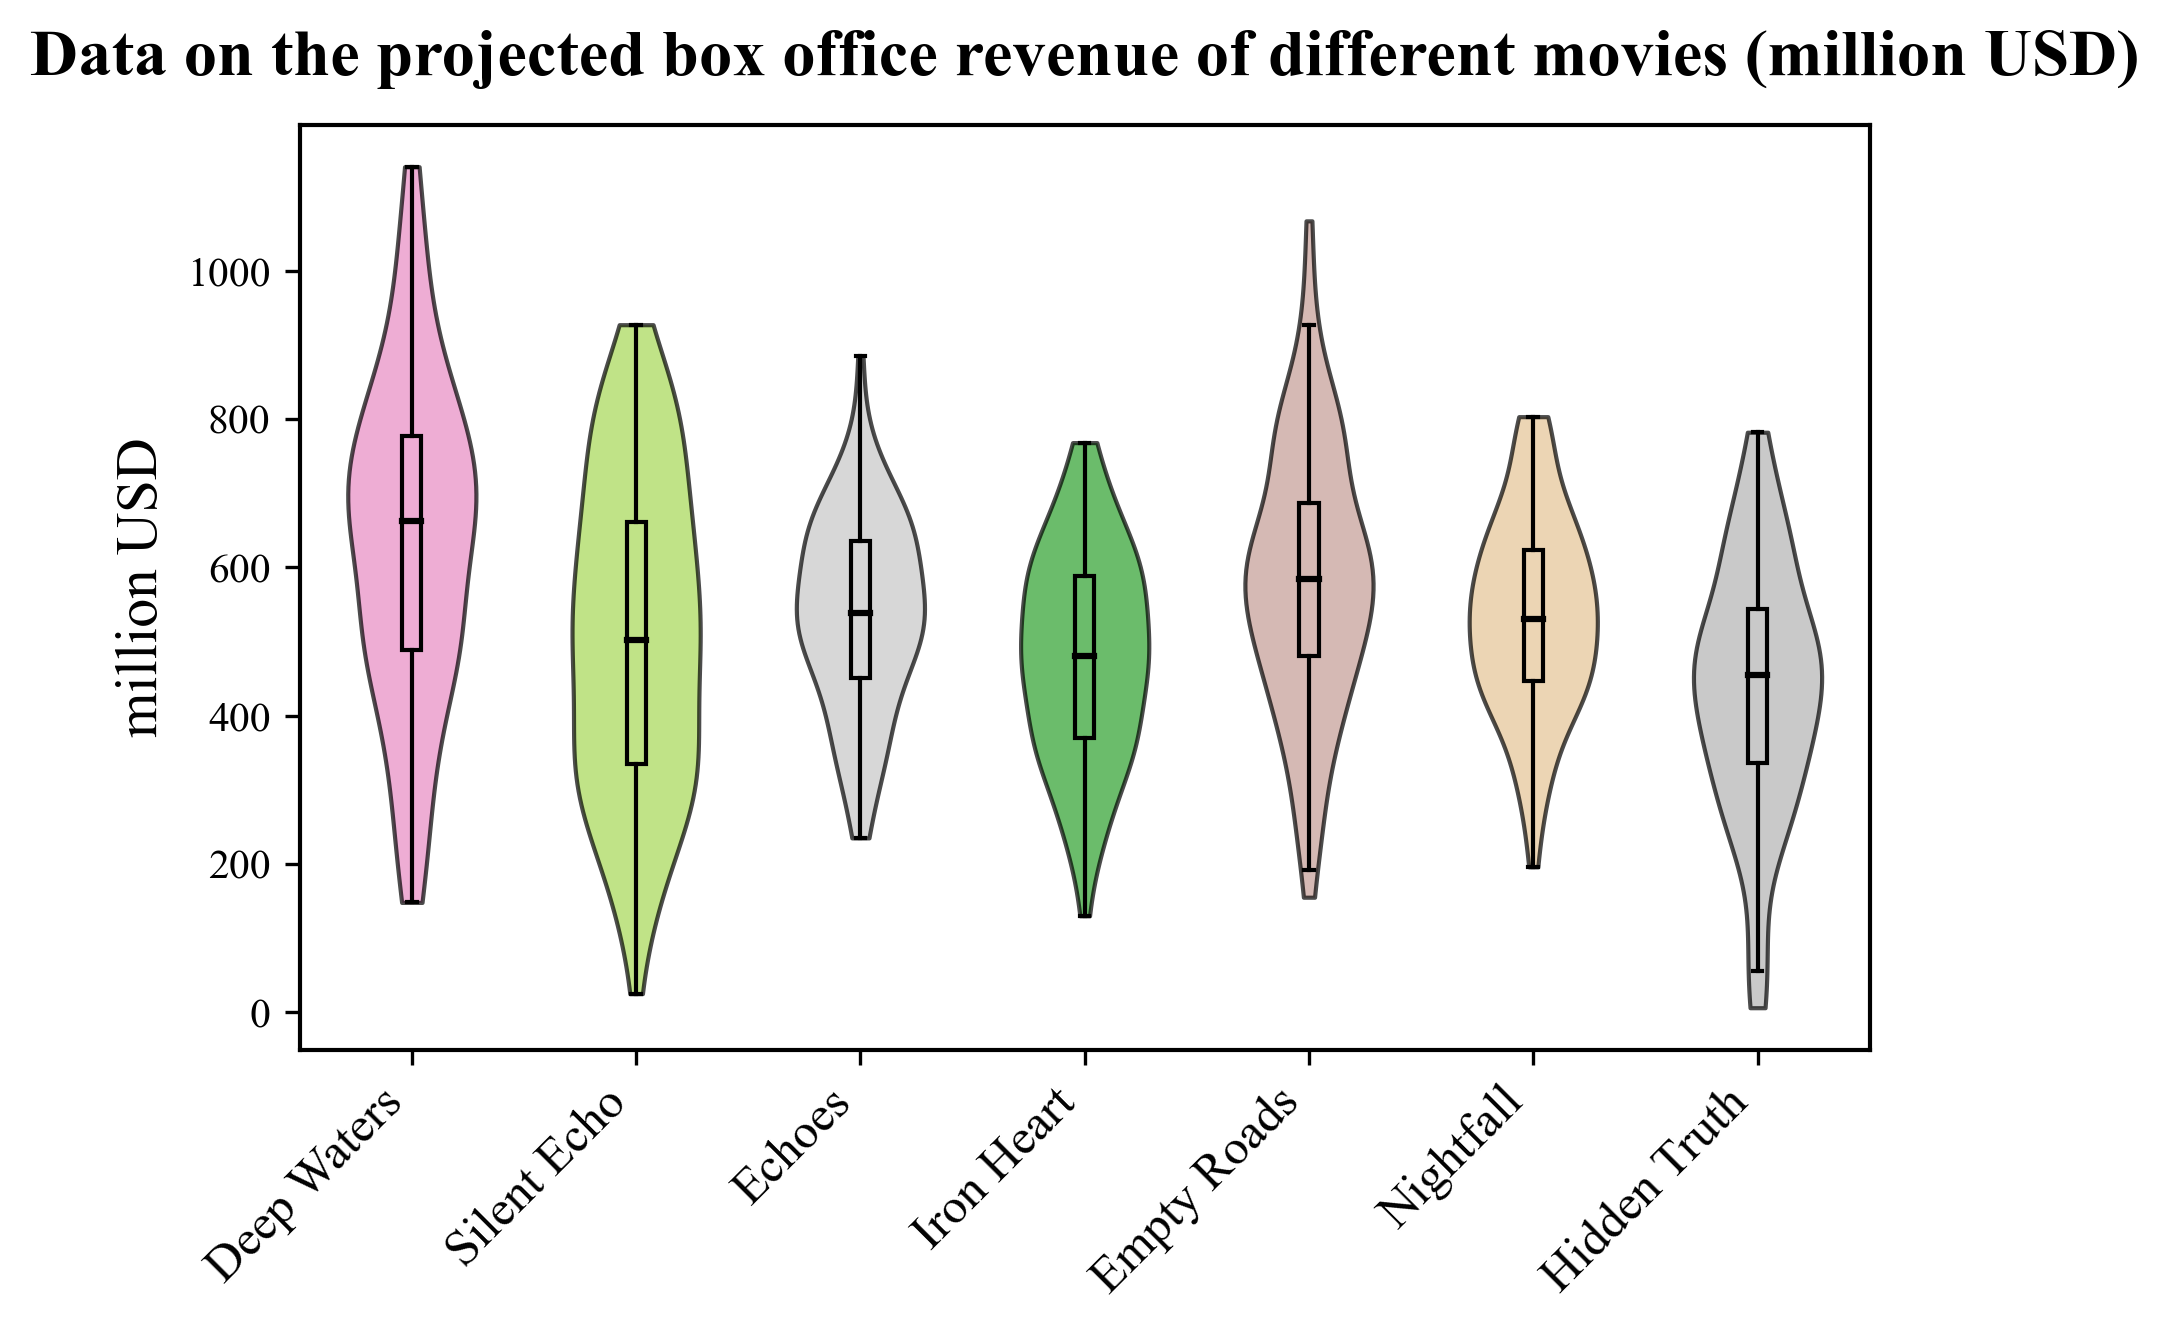 Data on the projected box office revenue of different movies (million USD)
million USD
1000
800
600
400
200
0
Deep Waters
Silent Echo
Echoes
Iron Heart
Empty Roads
Nightfall
Hidden Truth